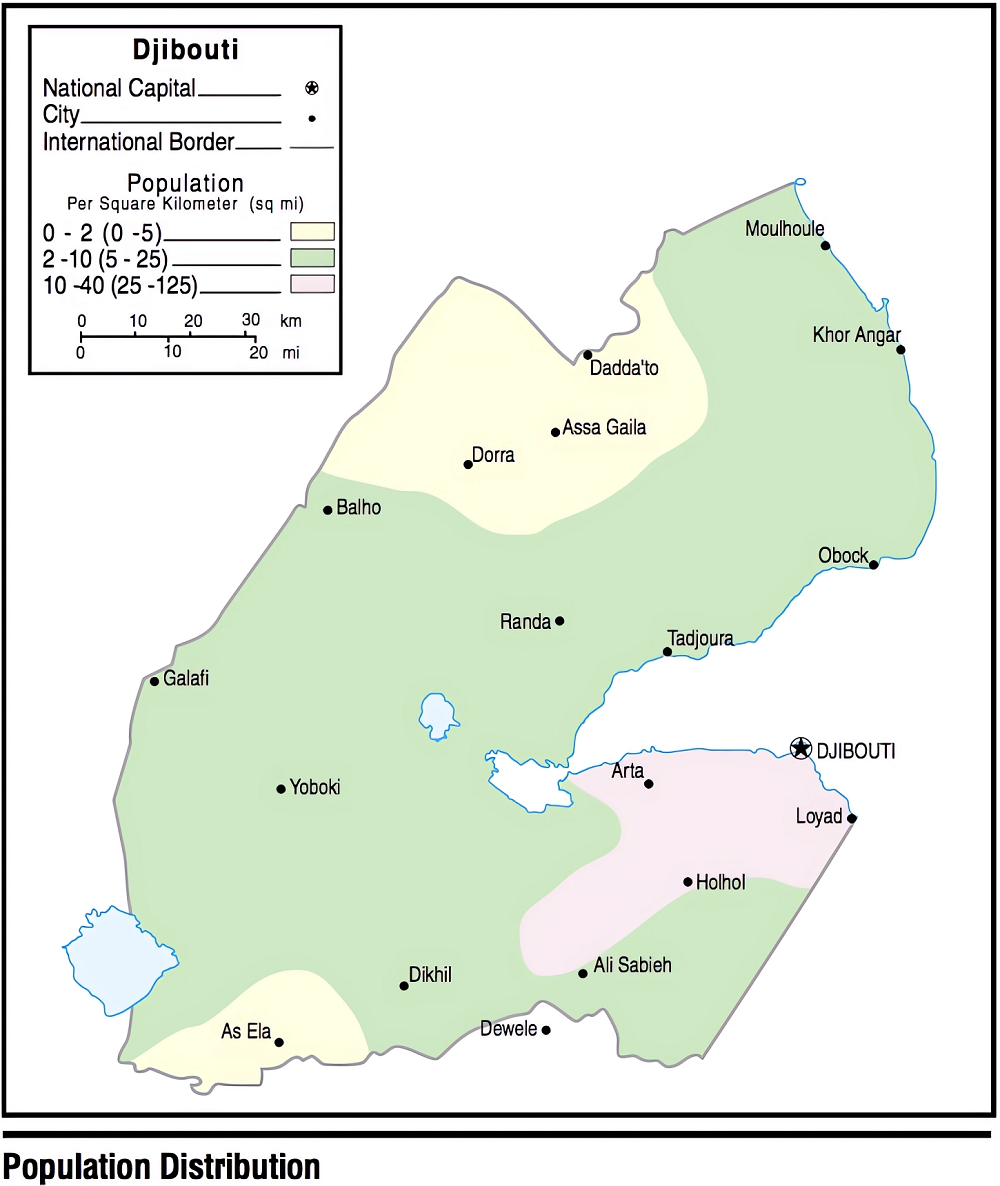 Djibouti
National Capital
City
International Border
Population
Per Square Kilometer (sq mi)
0 - 2 (0 -5)
2 -10 (5 - 25)
10 -40 (25 -125)
0 10 20 30 km
0 10 20 mi
Moulhoule
Khor Angar
Dadda'to
Assa Gaila
Dorra
Balho
Obock
Randa
Tadjoura
Galafi
DJIBOUTI
Arta
Yoboki
Loyad
Holhol
Ali Sabieh
Dikhil
As Ela
Dewele
Population Distribution